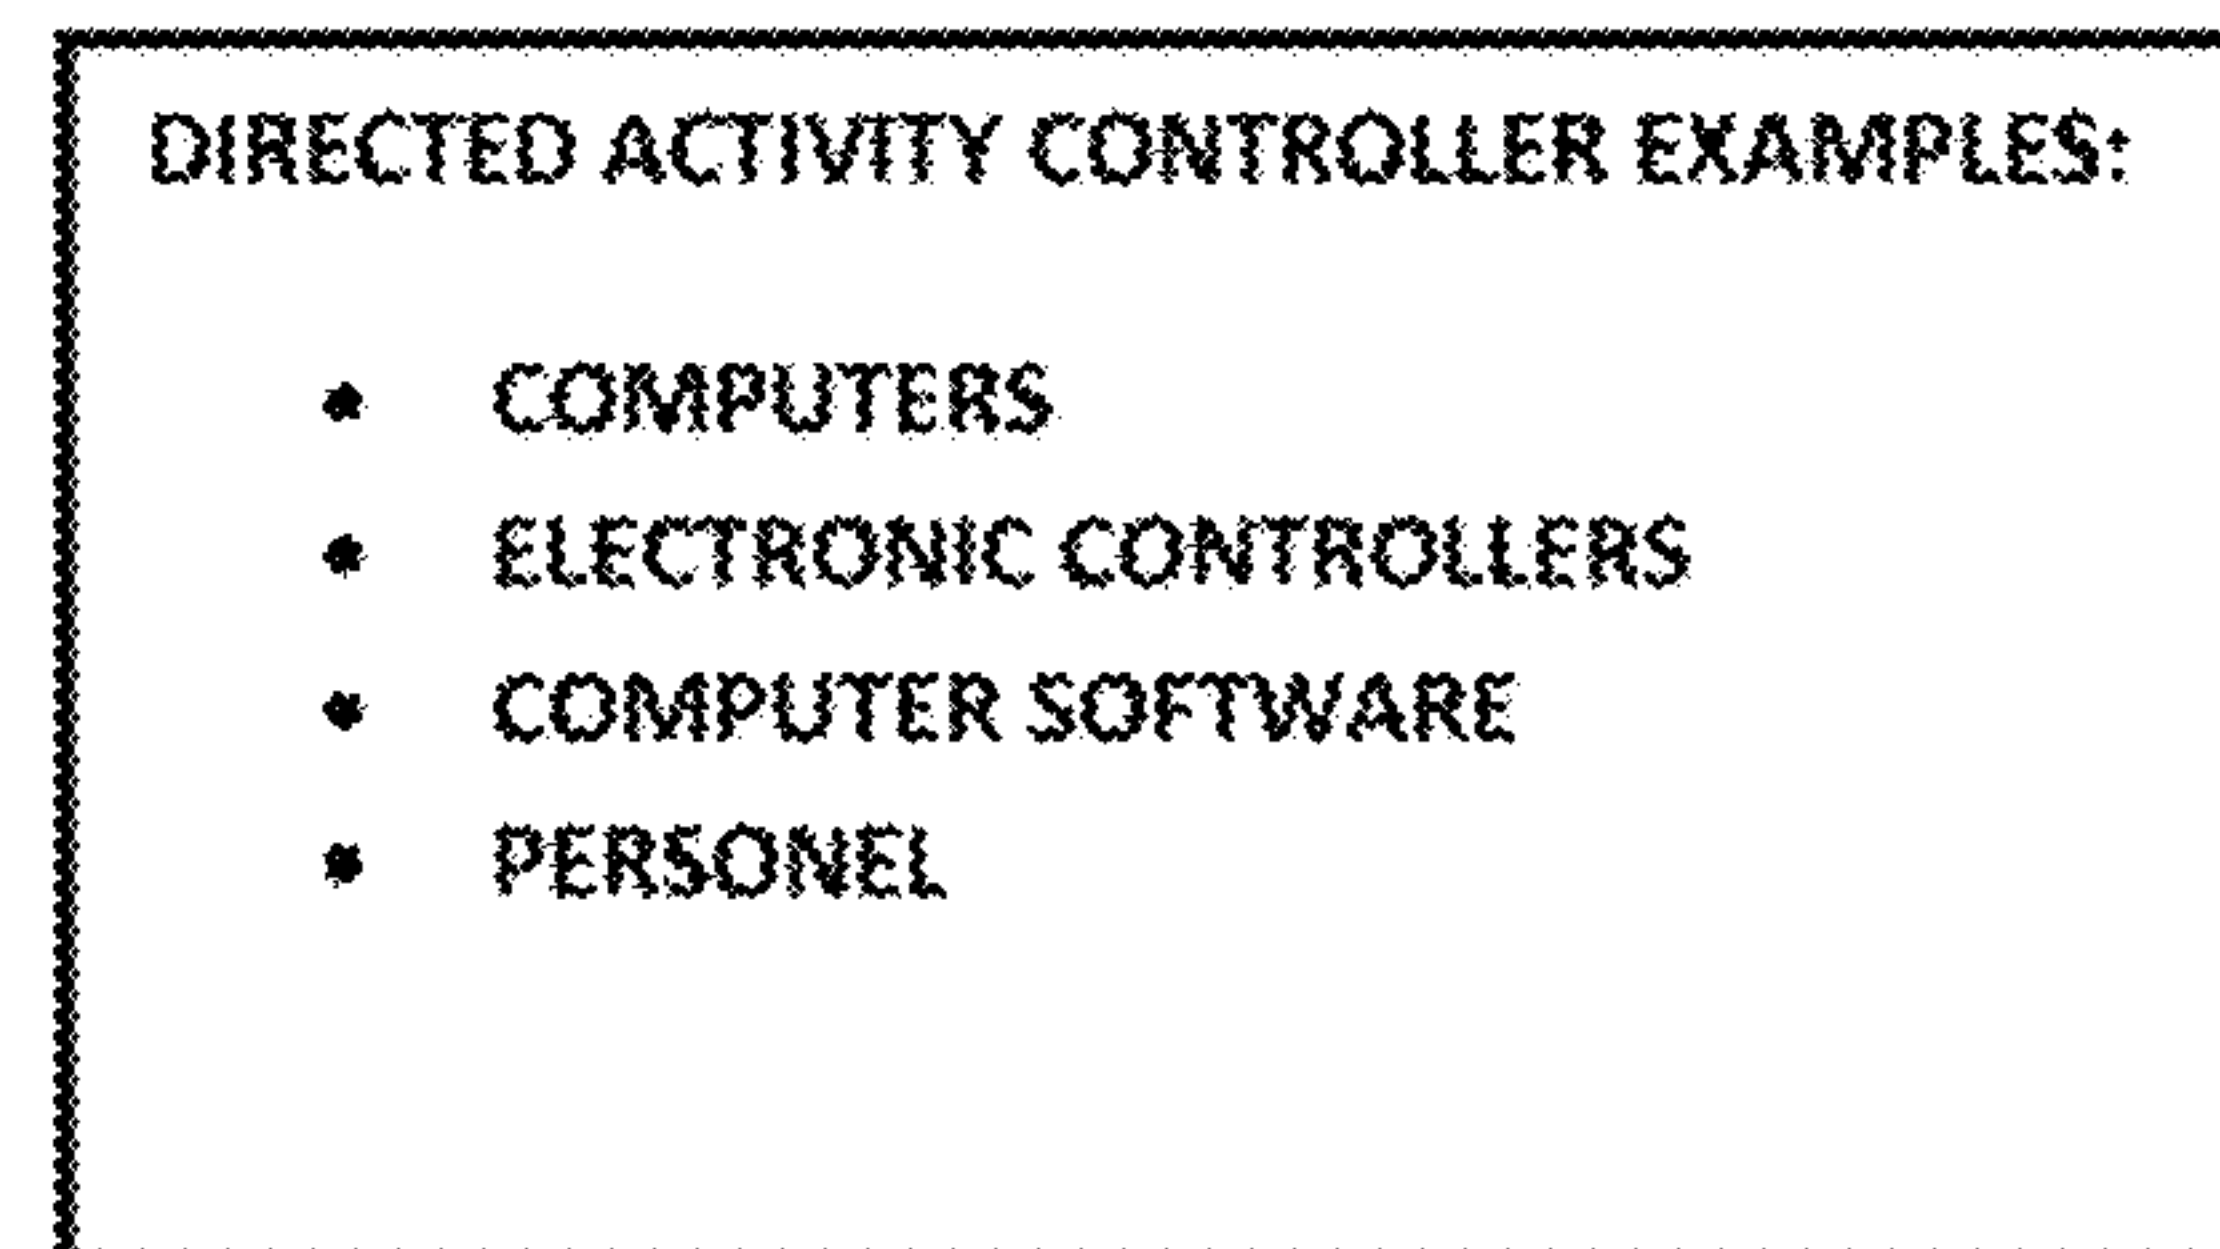 DIRECTED ACTIVITY CONTROLLER EXAMPLES:
• COMPUTERS
• ELECTRONIC CONTROLLERS
• COMPUTER SOFTWARE
• PERSONEL